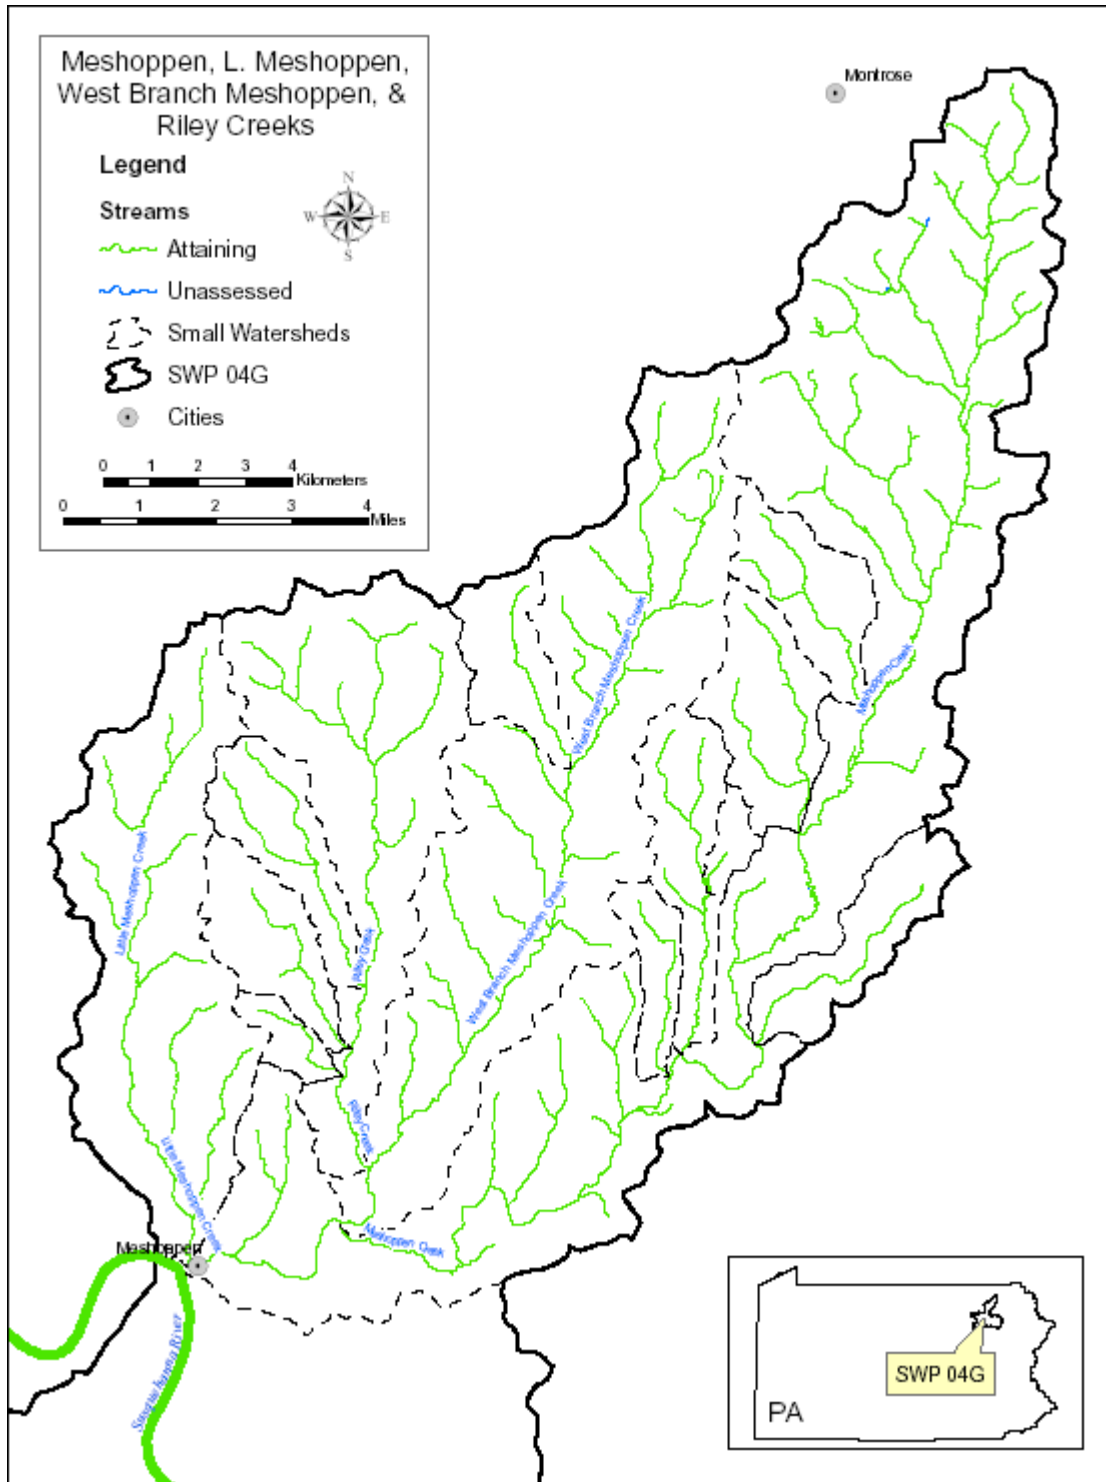 Meshoppen, L. Meshoppen,
West Branch Meshoppen, &
Riley Creeks
Legend
N
W
E
S
Streams
Attaining
Unassessed
Small Watersheds
SWP 04G
Cities
0 1 2 3 4
Kilometers
0 1 2 3 4
Miles
Montrose
West Branch Meshoppen Creek
Meshoppen Creek
Little Meshoppen Creek
Riley Creek
West Branch Meshoppen Creek
Riley Creek
Little Meshoppen Creek
Meshoppen Creek
Meshoppen
Susquehanna River
SWP 04G
PA